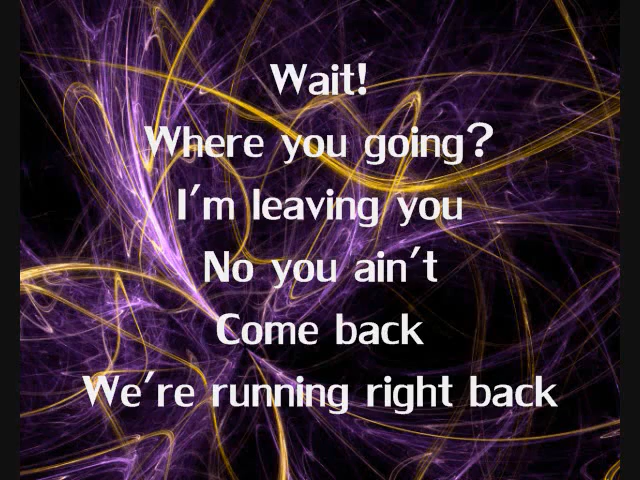 Wait!
Where you going?
I'm leaving you
No you ain't
Come back
We're running right back